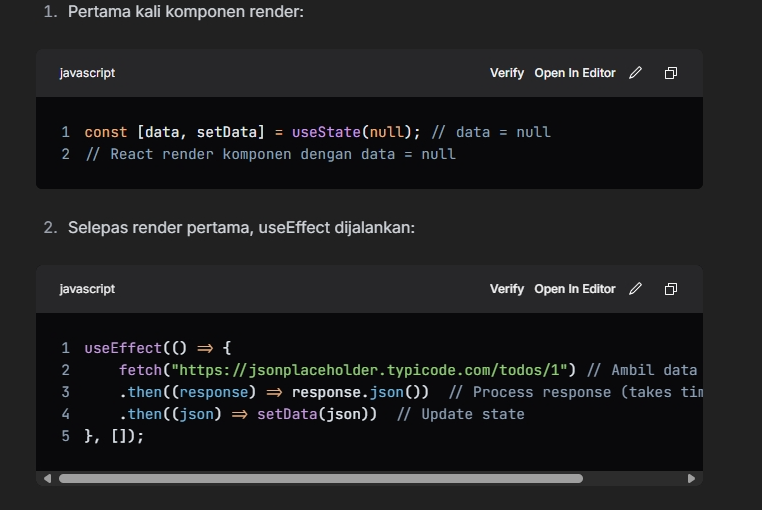 1. Pertama kali komponen render:
javascript
Verify Open In Editor
1 const [data, setData] = useState(null); // data = null
2 // React render komponen dengan data = null
2. Selepas render pertama, useEffect dijalankan:
javascript
Verify Open In Editor
1 useEffect(() => {
2 fetch("https://jsonplaceholder.typicode.com/todos/1") // Ambil data
3 .then((response) => response.json()) // Process response (takes tim
4 .then((json) => setData(json)) // Update state
5 }, []);